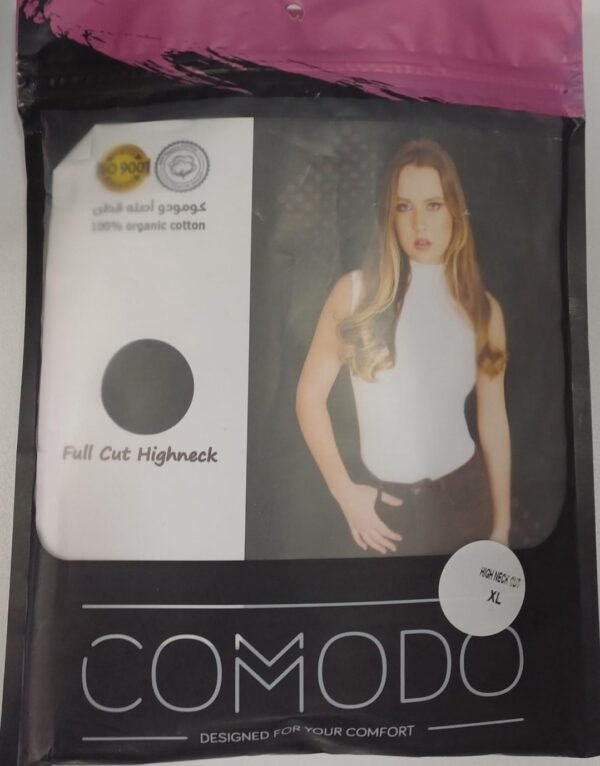 ISO 9001
كومودو أصله قطن
100% organic cotton
Full Cut Highneck
HIGH NECK CUT
XL
COMODO
DESIGNED FOR YOUR COMFORT